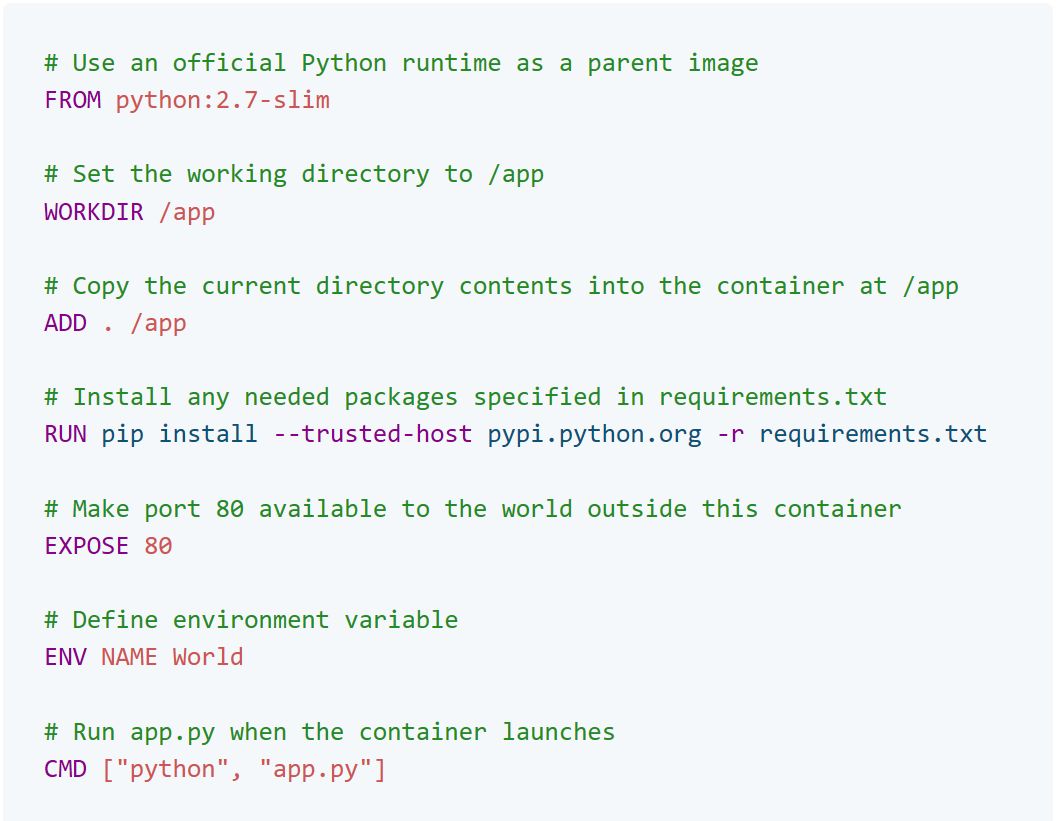 # Use an official Python runtime as a parent image
FROM python:2.7-slim
# Set the working directory to /app
WORKDIR /app
# Copy the current directory contents into the container at /app
ADD . /app
# Install any needed packages specified in requirements.txt
RUN pip install --trusted-host pypi.python.org -r requirements.txt
# Make port 80 available to the world outside this container
EXPOSE 80
# Define environment variable
ENV NAME World
# Run app.py when the container launches
CMD ["python", "app.py"]